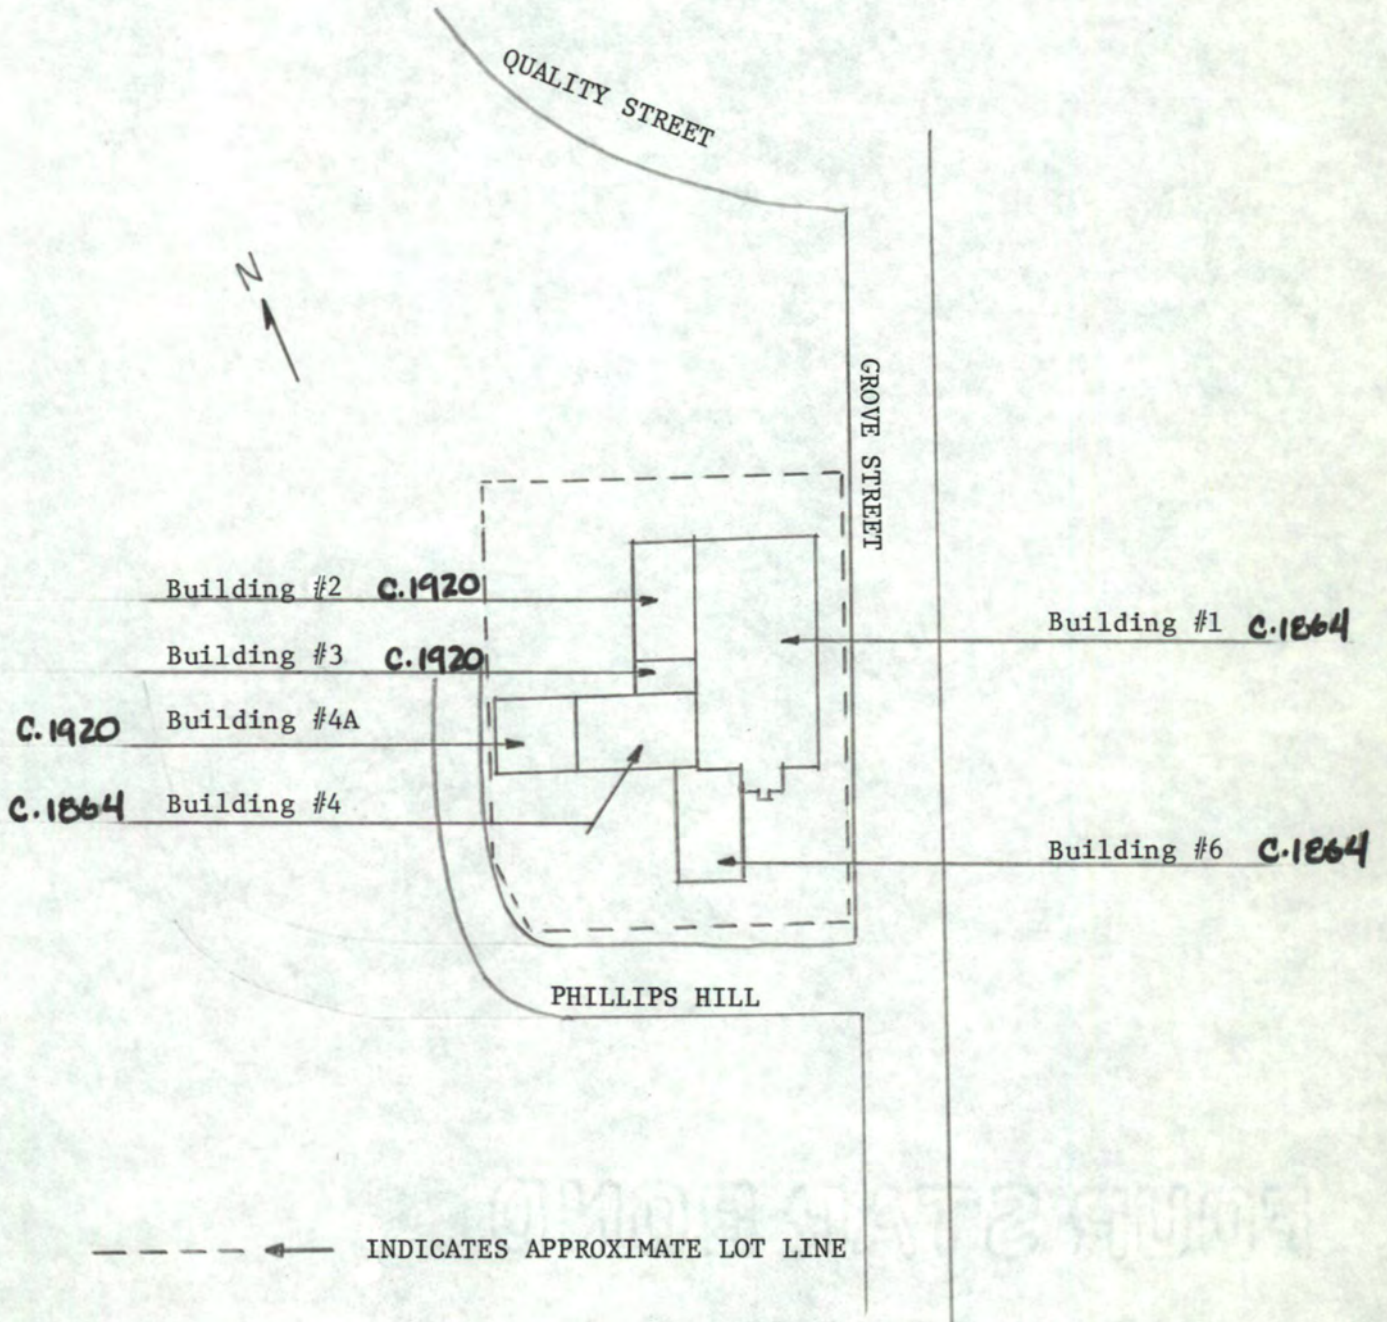 QUALITY STREET
N
GROVE STREET
Building #2 C.1920
Building #1 C.1864
Building #3 C.1920
C.1920 Building #4A
C.1864 Building #4
Building #6 C.1864
PHILLIPS HILL
INDICATES APPROXIMATE LOT LINE